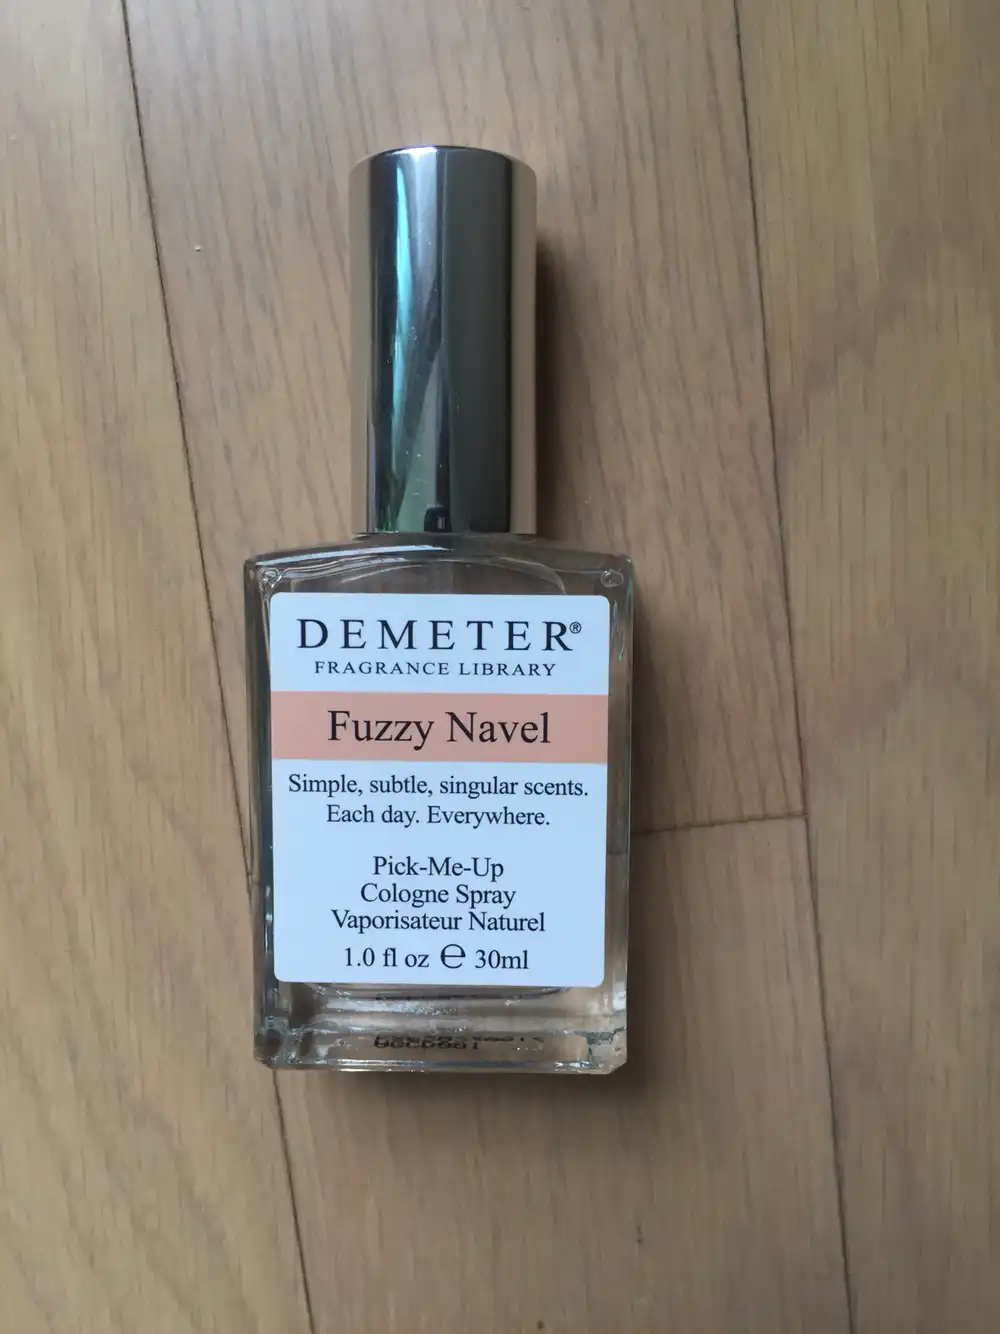 DEMETER®
FRAGRANCE LIBRARY
Fuzzy Navel
Simple, subtle, singular scents.
Each day. Everywhere.
Pick-Me-Up
Cologne Spray
Vaporisateur Naturel
1.0 fl oz ℮ 30ml